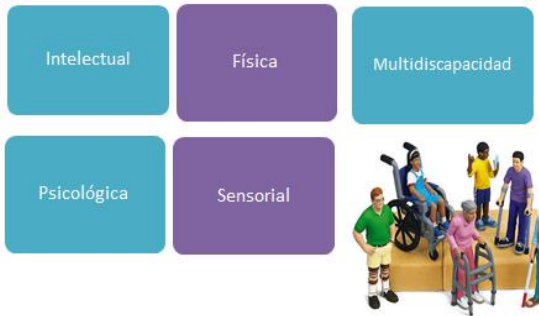 Intelectual
Física
Multidiscapacidad
Psicológica
Sensorial